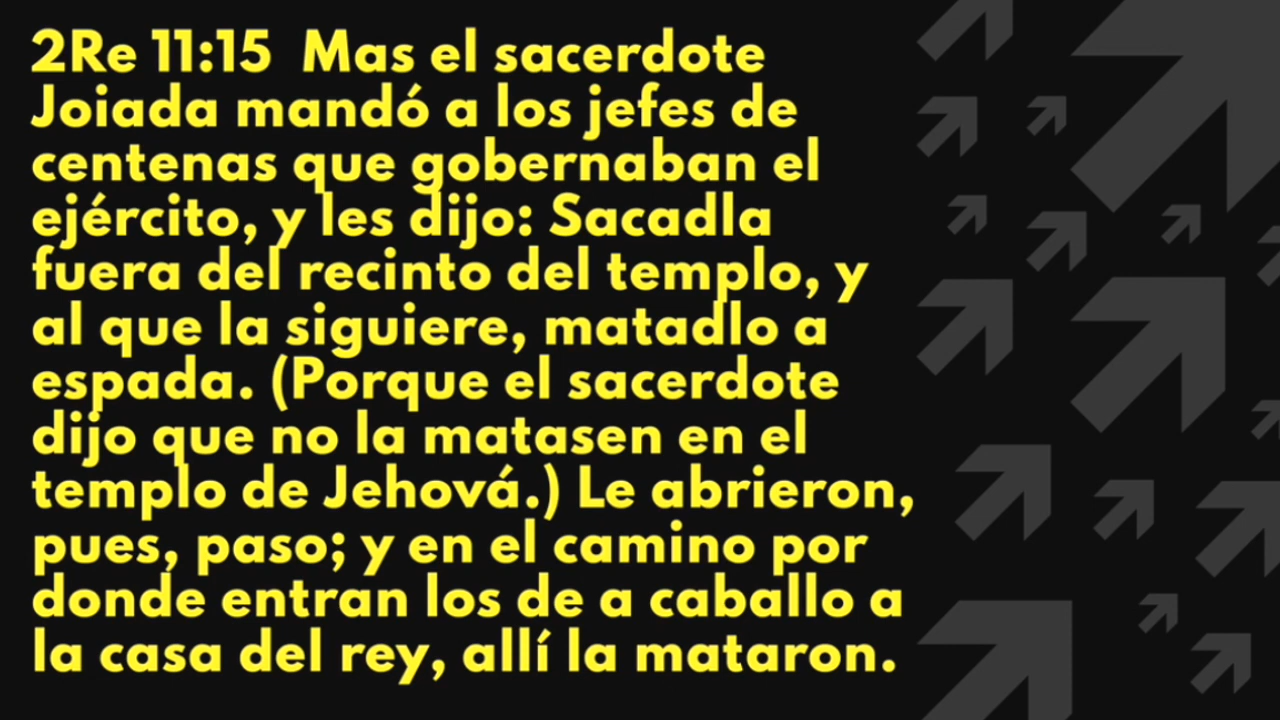 2Re 11:15  Mas el sacerdote
Joiada mandó a los jefes de
centenas que gobernaban el
ejército, y les dijo: Sacadla
fuera del recinto del templo, y
al que la siguiere, matadlo a
espada. (Porque el sacerdote
dijo que no la matasen en el
templo de Jehová.) Le abrieron,
pues, paso; y en el camino por
donde entran los de a caballo a
la casa del rey, allí la mataron.